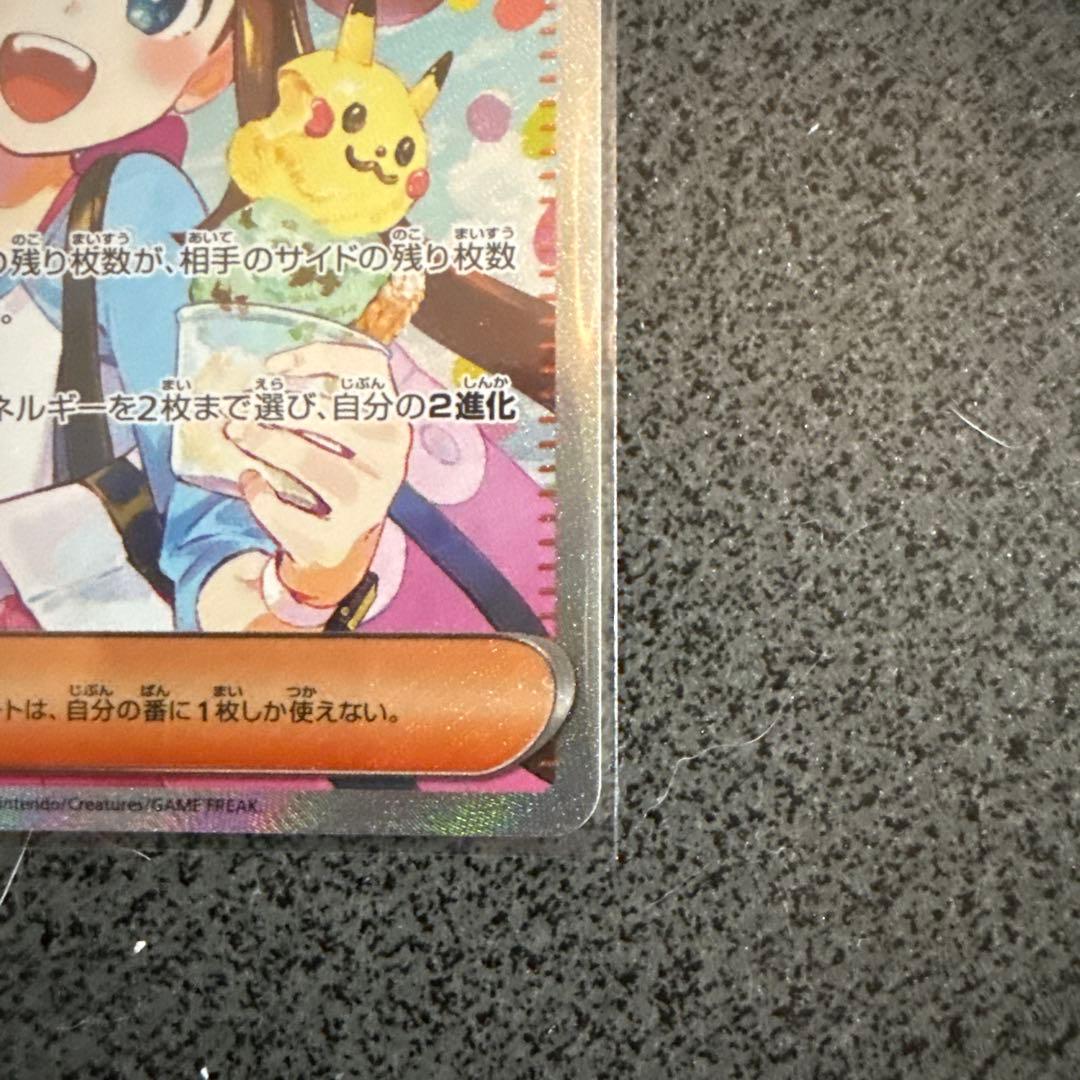 の残り枚数が、相手のサイドの残り枚数
。
ネルギーを2枚まで選び、自分の2進化
ートは、自分の番に1枚しか使えない。
intendo/Creatures/GAME FREAK